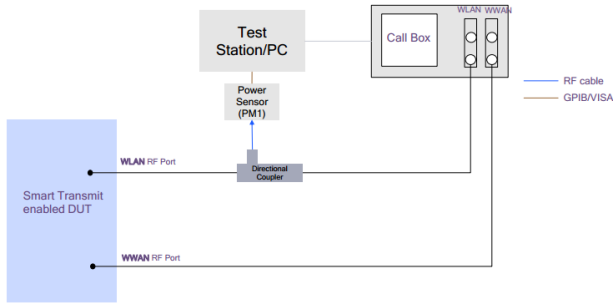 WLAN WWAN
Test
Station/PC
Call Box
Power
Sensor
(PM1)
RF cable
GPIB/VISA
WLAN RF Port
Directional
Coupler
Smart Transmit
enabled DUT
WWAN RF Port